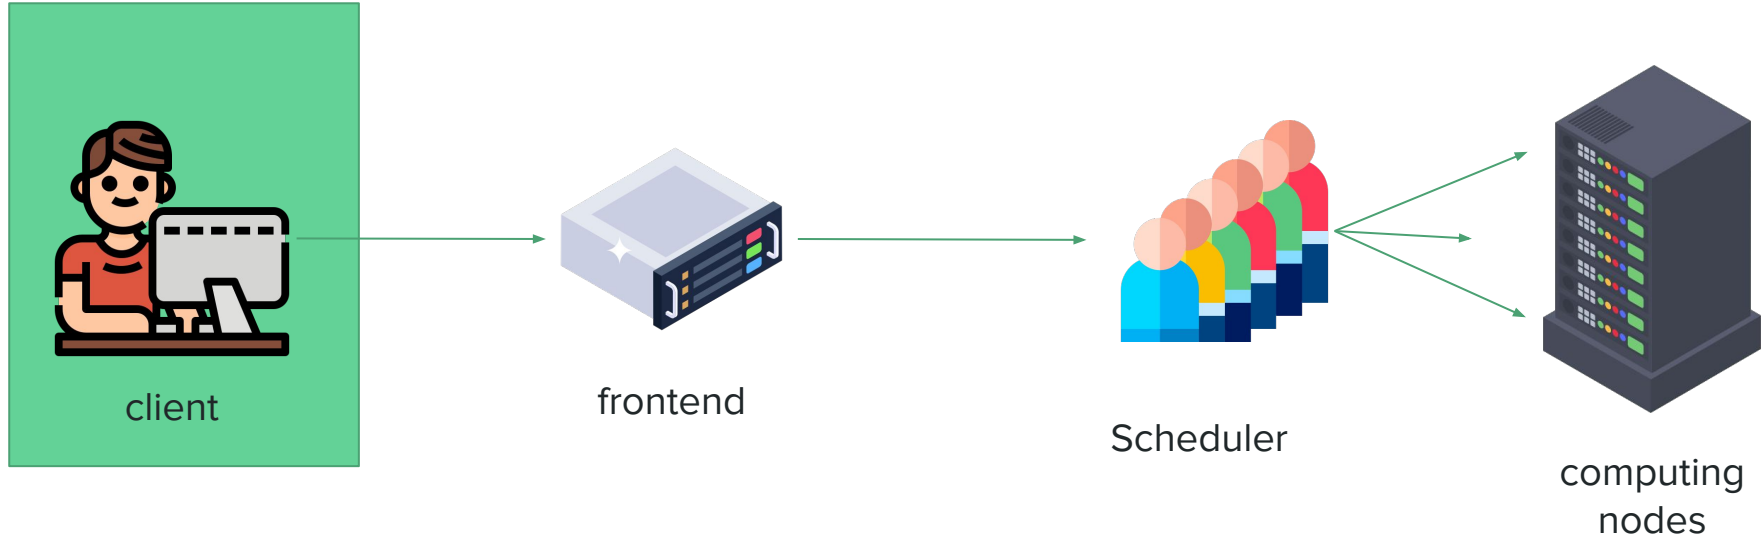 client
frontend
Scheduler
computing
nodes